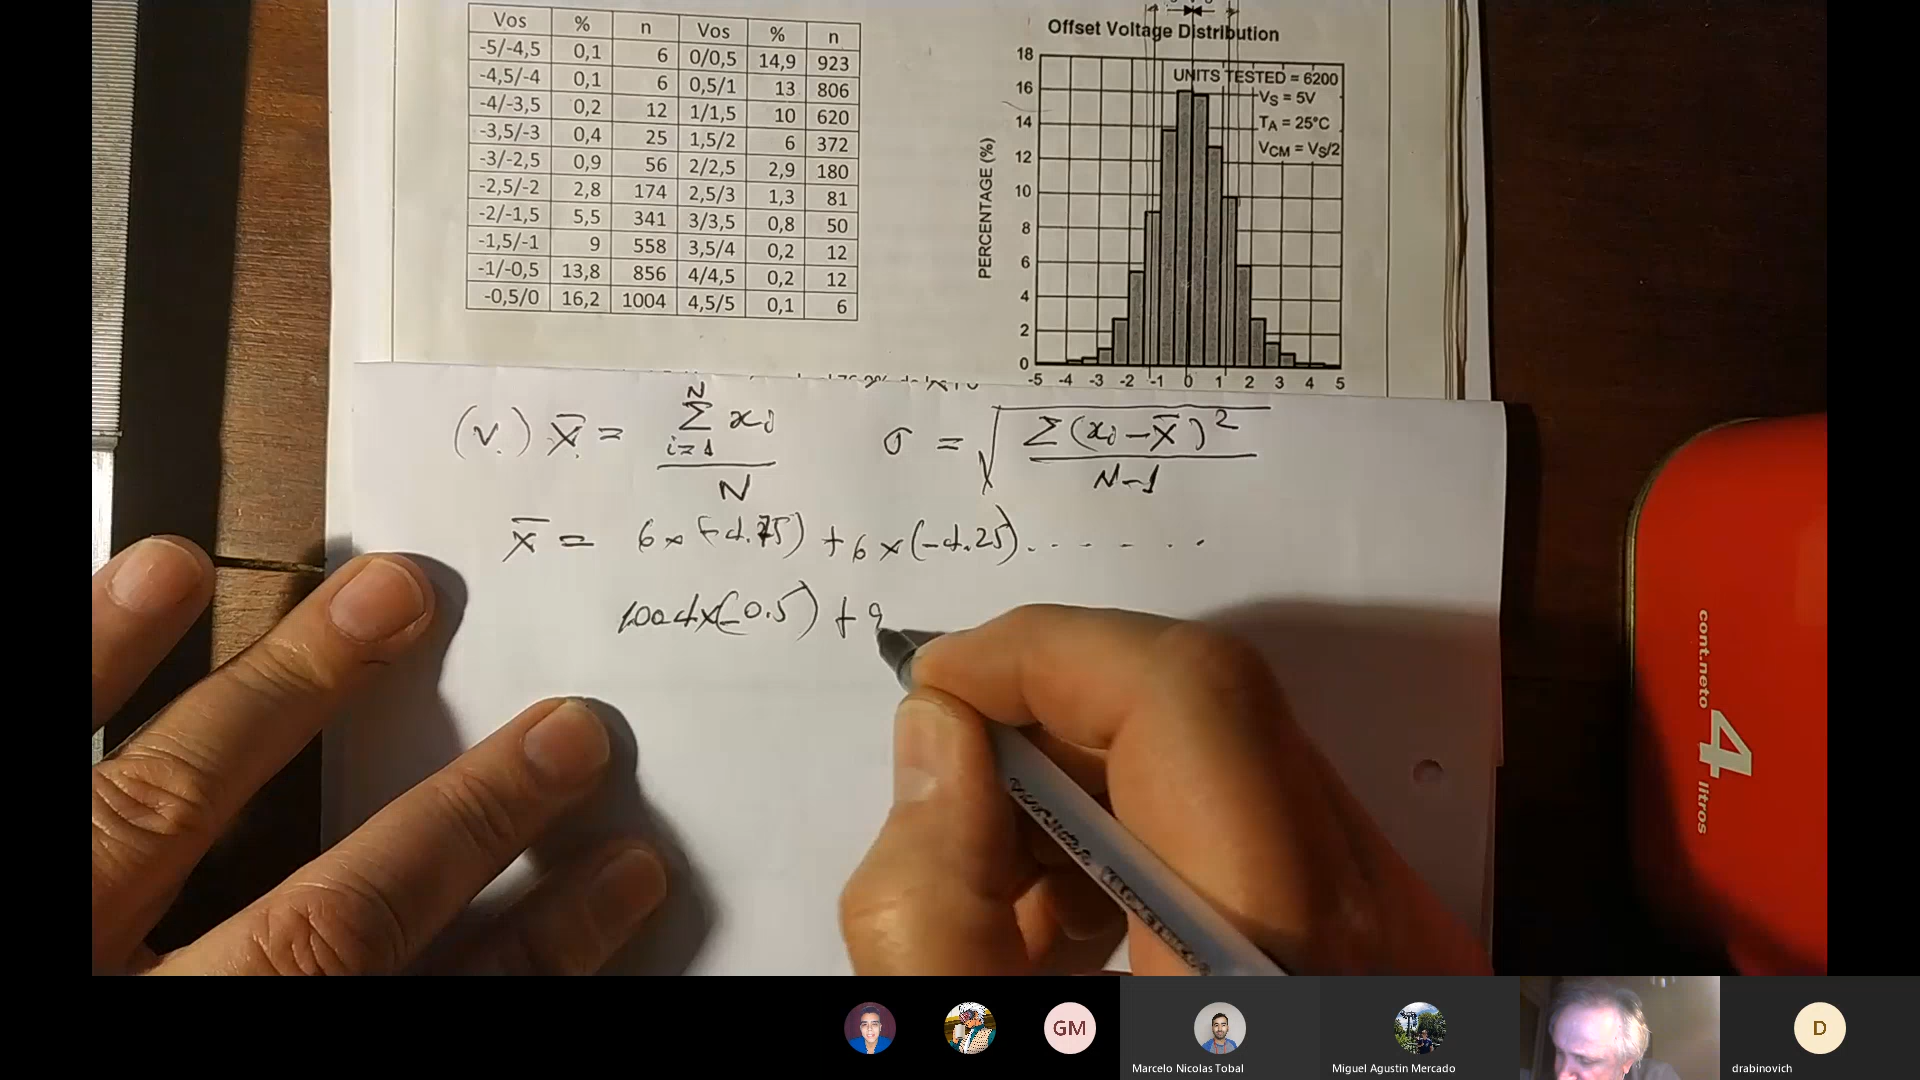 Vos % n Vos % n
-5/-4,5 0,1 6 0/0,5 14,9 923
-4,5/-4 0,1 6 0,5/1 13 806
-4/-3,5 0,2 12 1/1,5 10 620
-3,5/-3 0,4 25 1,5/2 6 372
-3/-2,5 0,9 56 2/2,5 2,9 180
-2,5/-2 2,8 174 2,5/3 1,3 81
-2/-1,5 5,5 341 3/3,5 0,8 50
-1,5/-1 9 558 3,5/4 0,2 12
-1/-0,5 13,8 856 4/4,5 0,2 12
-0,5/0 16,2 1004 4,5/5 0,1 6
Offset Voltage Distribution
UNITS TESTED = 6200
VS = 5V
TA = 25°C
VCM = VS/2
PERCENTAGE (%)
18
16
14
12
10
8
6
4
2
0
-5 -4 -3 -2 -1 0 1 2 3 4 5
(v.) X̄ = N Σ i=1 xi / N
σ = √ Σ(xi - X̄)² / N-1
X̄ = 6x(-4.75) + 6x(-4.25) . . . . . .
1004x(-0.5) + 9
cont.neto
4
litros
GM
D
Marcelo Nicolas Tobal
Miguel Agustin Mercado
drabinovich